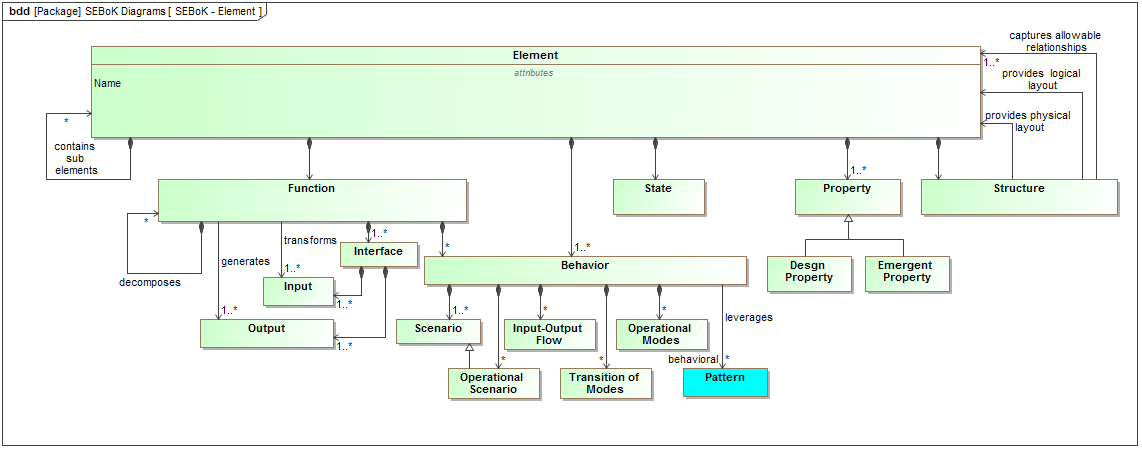 bdd [Package] SEBoK Diagrams [ SEBoK - Element ]
captures allowable
relationships
Element
1..*
attributes
provides logical
layout
Name
provides physical
layout
*
contains
sub
elements
1..*
Function
State
Property
Structure
*
transforms
1..*
*
1..*
Interface
generates
Behavior
Desgn
Property
Emergent
Property
decomposes
1..*
Input
1..*
1..*
1..*
*
*
leverages
Output
Scenario
Input-Output
Flow
Operational
Modes
1..*
*
*
behavioral
*
Operational
Scenario
Transition of
Modes
Pattern